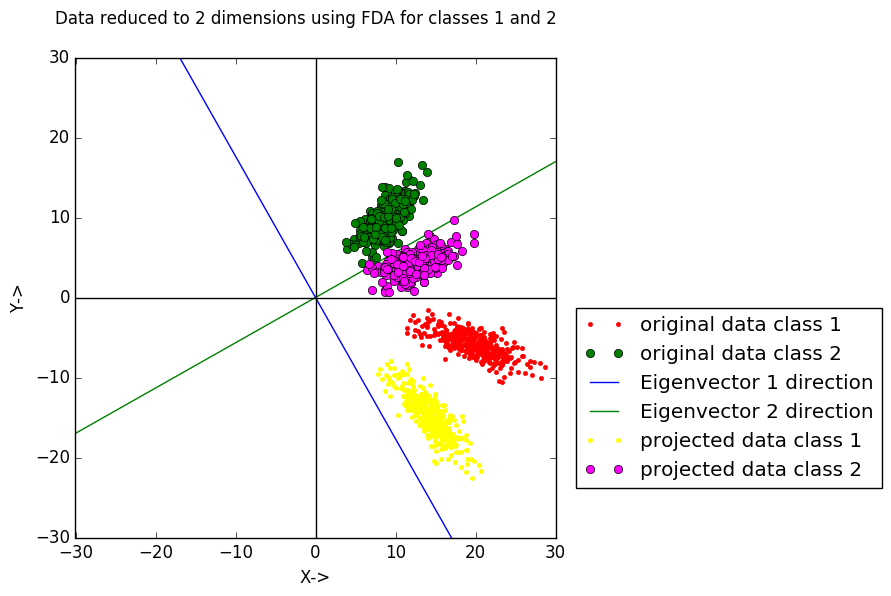 Data reduced to 2 dimensions using FDA for classes 1 and 2
30
20
10
0
−10
−20
−30
Y->
−30 −20 −10 0 10 20 30
X->
original data class 1
original data class 2
Eigenvector 1 direction
Eigenvector 2 direction
projected data class 1
projected data class 2